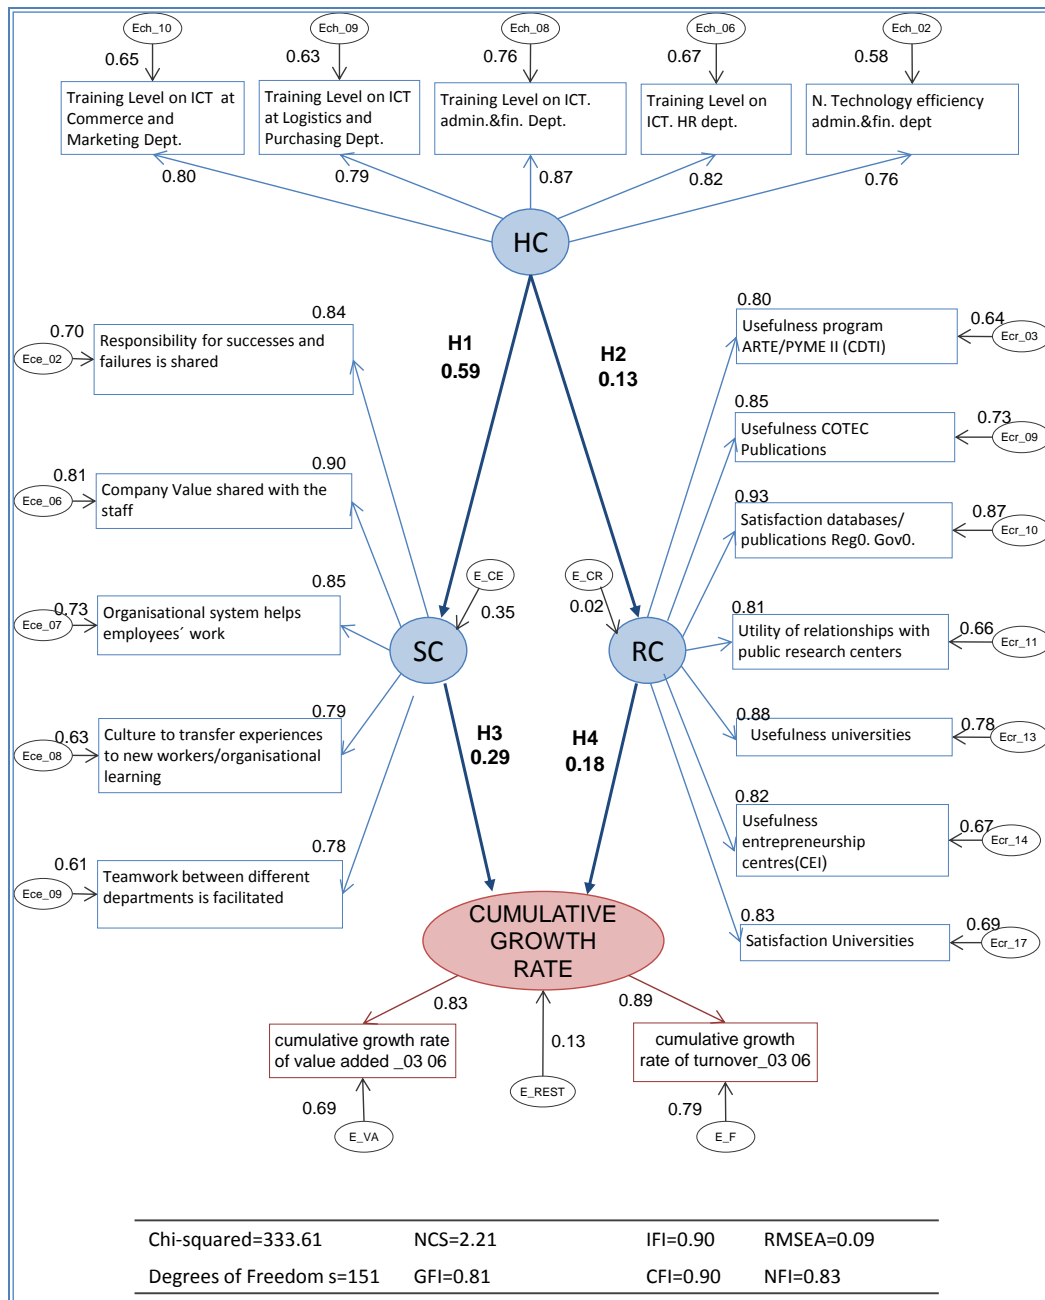 Ech_10
Ech_09
Ech_08
Ech_06
Ech_02
0.65
0.63
0.76
0.67
0.58
Training Level on ICT at
Commerce and
Marketing Dept.
Training Level on ICT
at Logistics and
Purchasing Dept.
Training Level on ICT.
admin.&fin. Dept.
Training Level on
ICT. HR dept.
N. Technology efficiency
admin.&fin. dept
0.80
0.79
0.87
0.82
0.76
HC
H1
0.59
H2
0.13
0.84
0.70
Ece_02
Responsibility for successes and
failures is shared
0.90
0.81
Ece_06
Company Value shared with the
staff
0.85
0.73
Ece_07
Organisational system helps
employees´ work
0.79
0.63
Ece_08
Culture to transfer experiences
to new workers/organisational
learning
0.78
0.61
Ece_09
Teamwork between different
departments is facilitated
E_CE
0.35
E_CR
0.02
SC
RC
0.80
Usefulness program
ARTE/PYME II (CDTI)
0.64
Ecr_03
0.85
Usefulness COTEC
Publications
0.73
Ecr_09
0.93
Satisfaction databases/
publications Reg0. Gov0.
0.87
Ecr_10
0.81
Utility of relationships with
public research centers
0.66
Ecr_11
0.88
Usefulness universities
0.78
Ecr_13
0.82
Usefulness
entrepreneurship
centres(CEI)
0.67
Ecr_14
0.83
Satisfaction Universities
0.69
Ecr_17
H3
0.29
H4
0.18
CUMULATIVE
GROWTH
RATE
0.83
0.89
cumulative growth rate
of value added _03 06
0.13
cumulative growth
rate of turnover_03 06
E_REST
0.69
0.79
E_VA
E_F
Chi-squared=333.61 NCS=2.21 IFI=0.90 RMSEA=0.09
Degrees of Freedom s=151 GFI=0.81 CFI=0.90 NFI=0.83